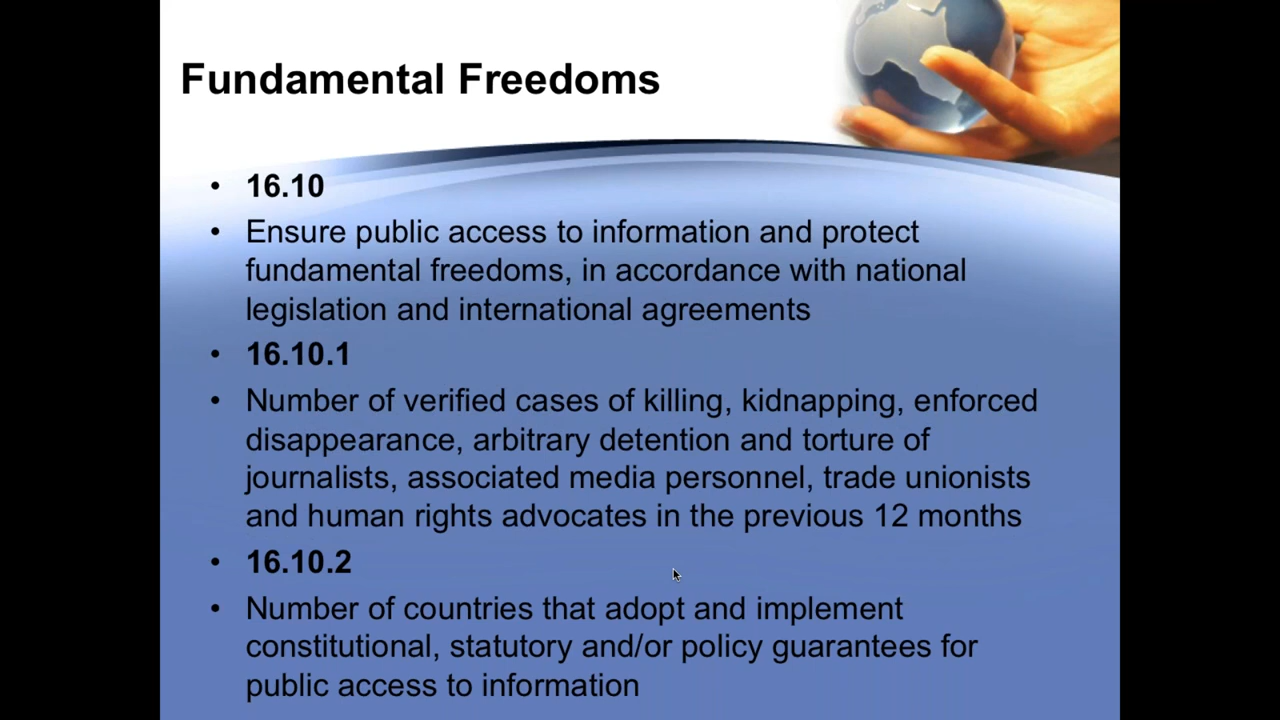 Fundamental Freedoms
• 16.10
• Ensure public access to information and protect
fundamental freedoms, in accordance with national
legislation and international agreements
• 16.10.1
• Number of verified cases of killing, kidnapping, enforced
disappearance, arbitrary detention and torture of
journalists, associated media personnel, trade unionists
and human rights advocates in the previous 12 months
• 16.10.2
• Number of countries that adopt and implement
constitutional, statutory and/or policy guarantees for
public access to information